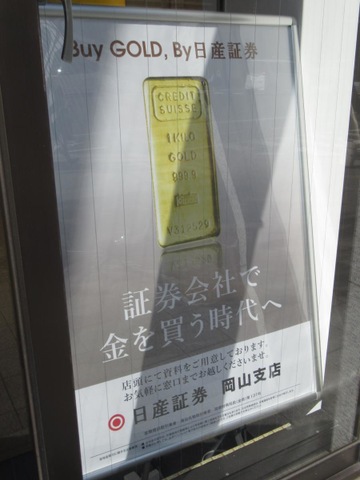 Buy GOLD, By日産証券
CREDIT
SUISSE
1KILO
GOLD
999.9
証券会社で
金を買う時代へ
店頭にて資料をご用意しております。
お気軽に窓口までお越しくださいませ。
日産証券 岡山支店